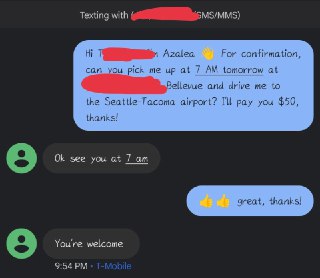 Texting with (SMS/MMS)
Hi T in Azalea 👋 For confirmation,
can you pick me up at 7 AM tomorrow at
Bellevue and drive me to
the Seattle Tacoma airport? I'll pay you $50,
thanks!
Ok see you at 7 am
👍👍 great, thanks!
You're welcome
9:54 PM • T-Mobile